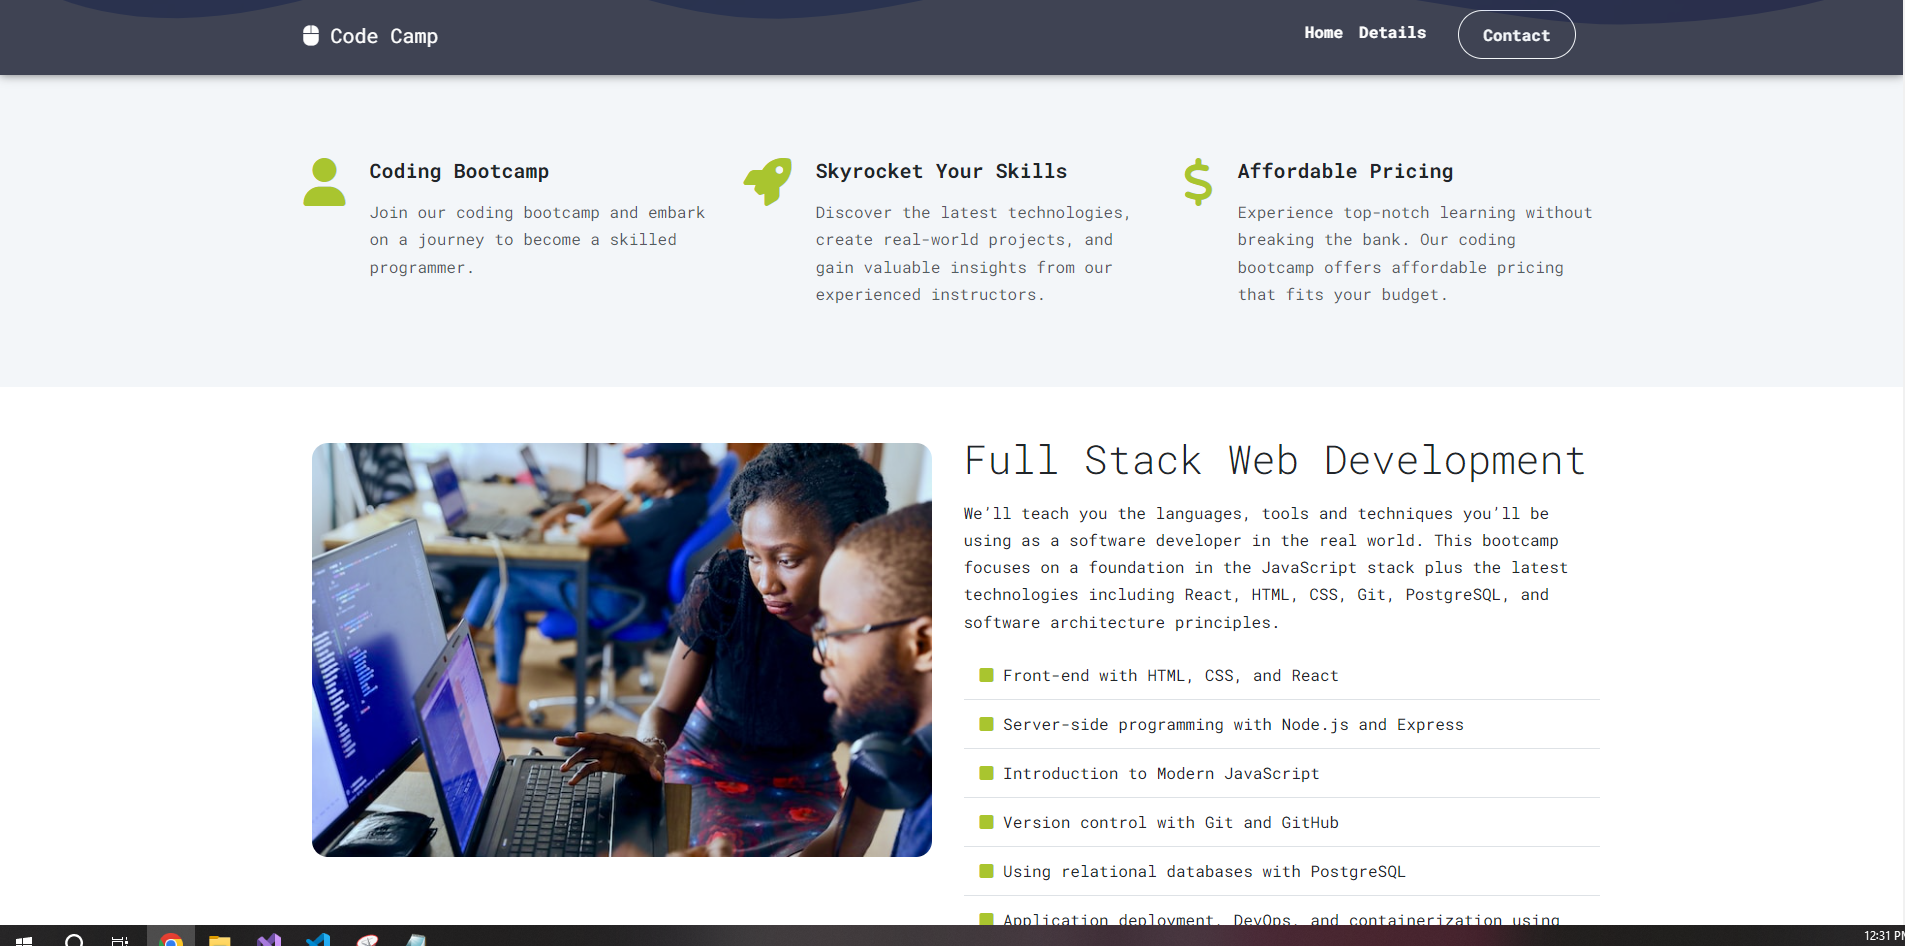 Code Camp
Home Details Contact
Coding Bootcamp
Join our coding bootcamp and embark
on a journey to become a skilled
programmer.
Skyrocket Your Skills
Discover the latest technologies,
create real-world projects, and
gain valuable insights from our
experienced instructors.
Affordable Pricing
Experience top-notch learning without
breaking the bank. Our coding
bootcamp offers affordable pricing
that fits your budget.
Full Stack Web Development
We’ll teach you the languages, tools and techniques you’ll be
using as a software developer in the real world. This bootcamp
focuses on a foundation in the JavaScript stack plus the latest
technologies including React, HTML, CSS, Git, PostgreSQL, and
software architecture principles.
Front-end with HTML, CSS, and React
Server-side programming with Node.js and Express
Introduction to Modern JavaScript
Version control with Git and GitHub
Using relational databases with PostgreSQL
Application deployment, DevOps, and containerization using
12:31 PM